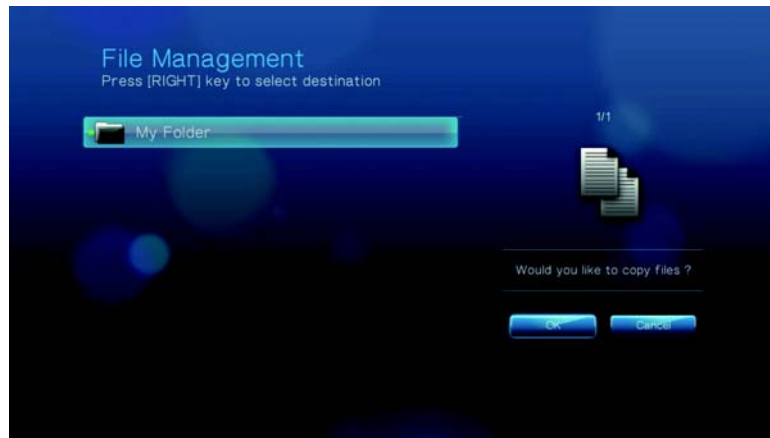 File Management
Press [RIGHT] key to select destination
My Folder
1/1
Would you like to copy files ?
OK
Cancel